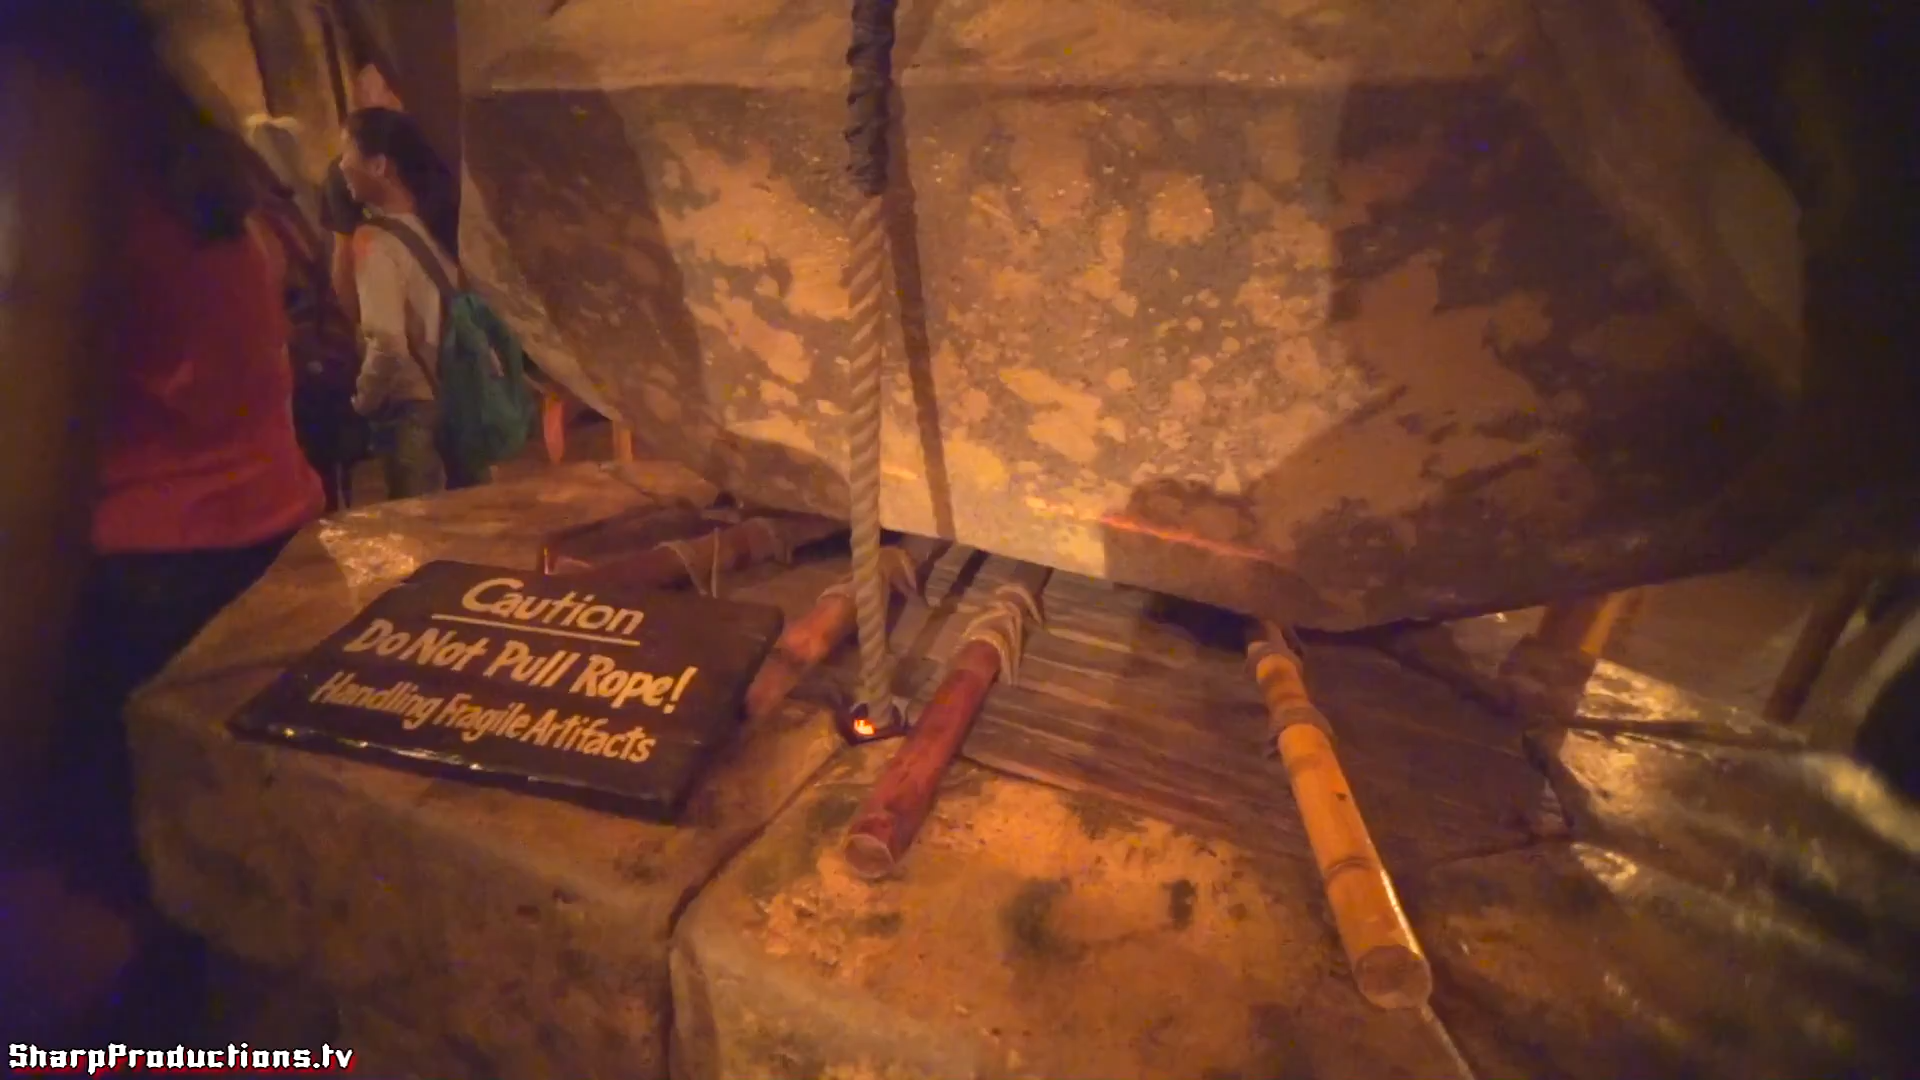 Caution
Do Not Pull Rope!
Handling Fragile Artifacts
SharpProductions.tv